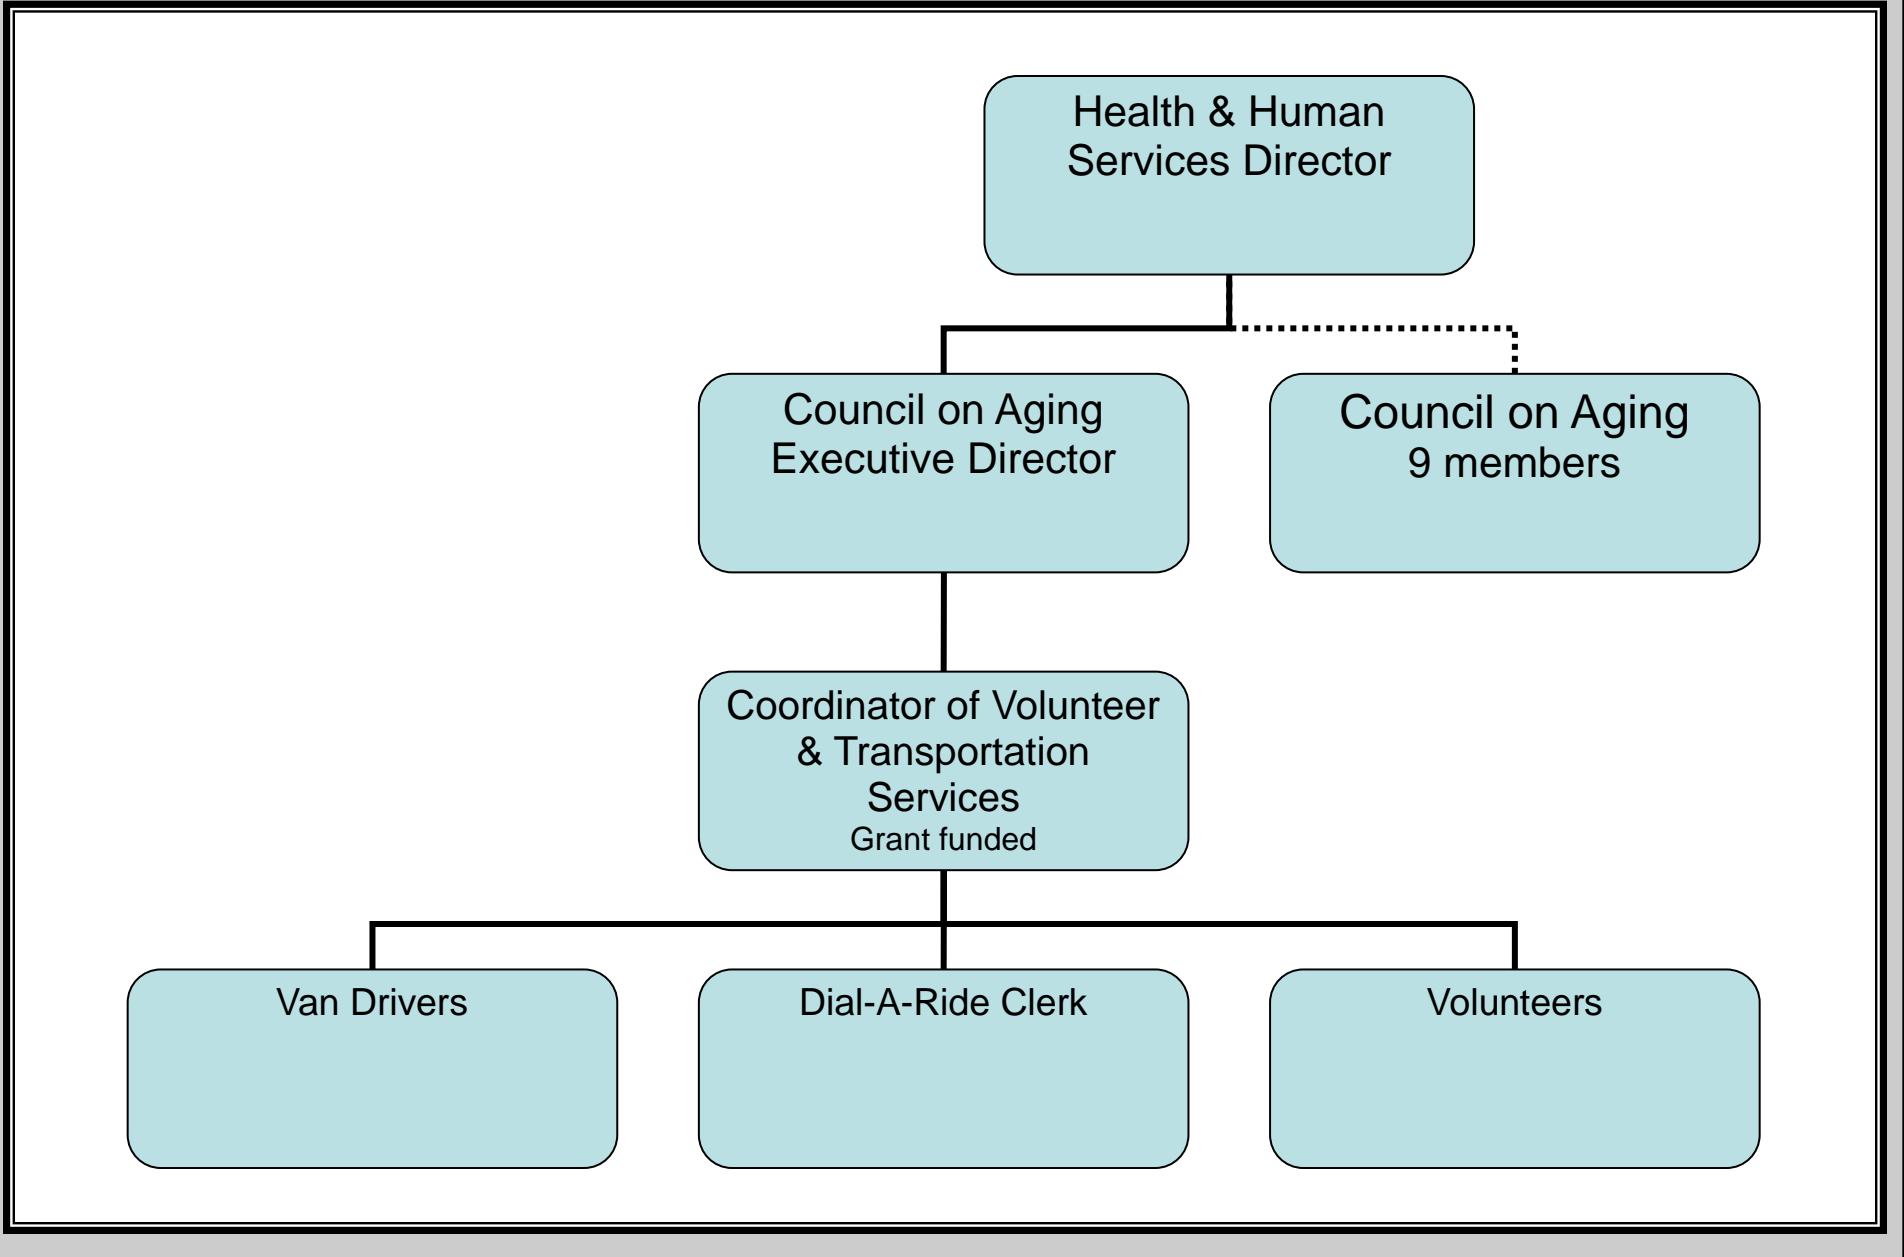 Health & Human
Services Director
Council on Aging
Executive Director
Council on Aging
9 members
Coordinator of Volunteer
& Transportation
Services
Grant funded
Van Drivers
Dial-A-Ride Clerk
Volunteers